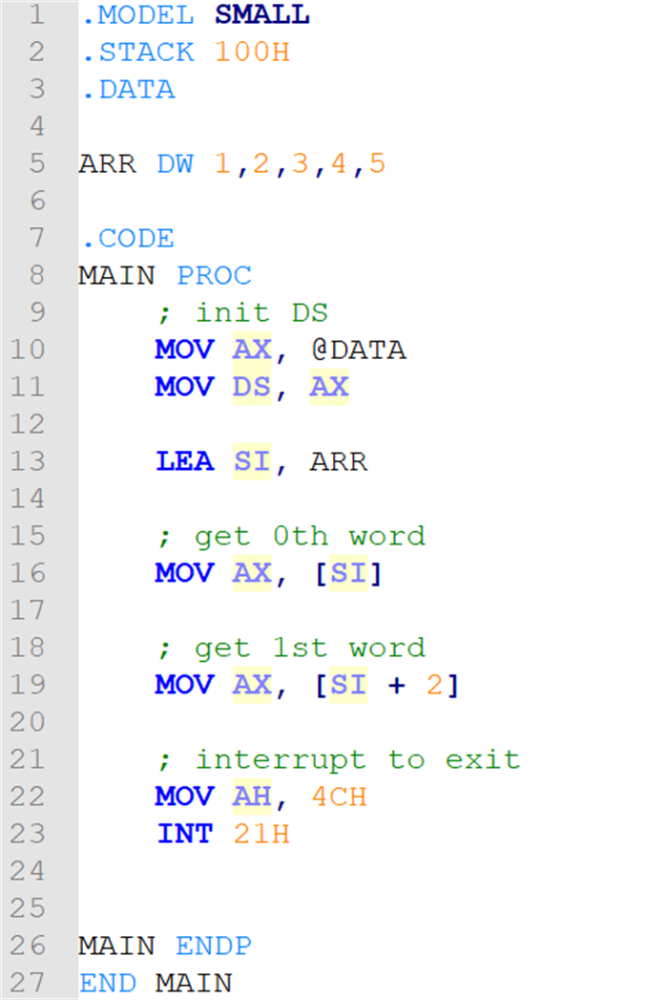 1 .MODEL SMALL
2 .STACK 100H
3 .DATA
4
5 ARR DW 1,2,3,4,5
6
7 .CODE
8 MAIN PROC
9     ; init DS
10     MOV AX, @DATA
11     MOV DS, AX
12
13     LEA SI, ARR
14
15     ; get 0th word
16     MOV AX, [SI]
17
18     ; get 1st word
19     MOV AX, [SI + 2]
20
21     ; interrupt to exit
22     MOV AH, 4CH
23     INT 21H
24
25
26 MAIN ENDP
27 END MAIN